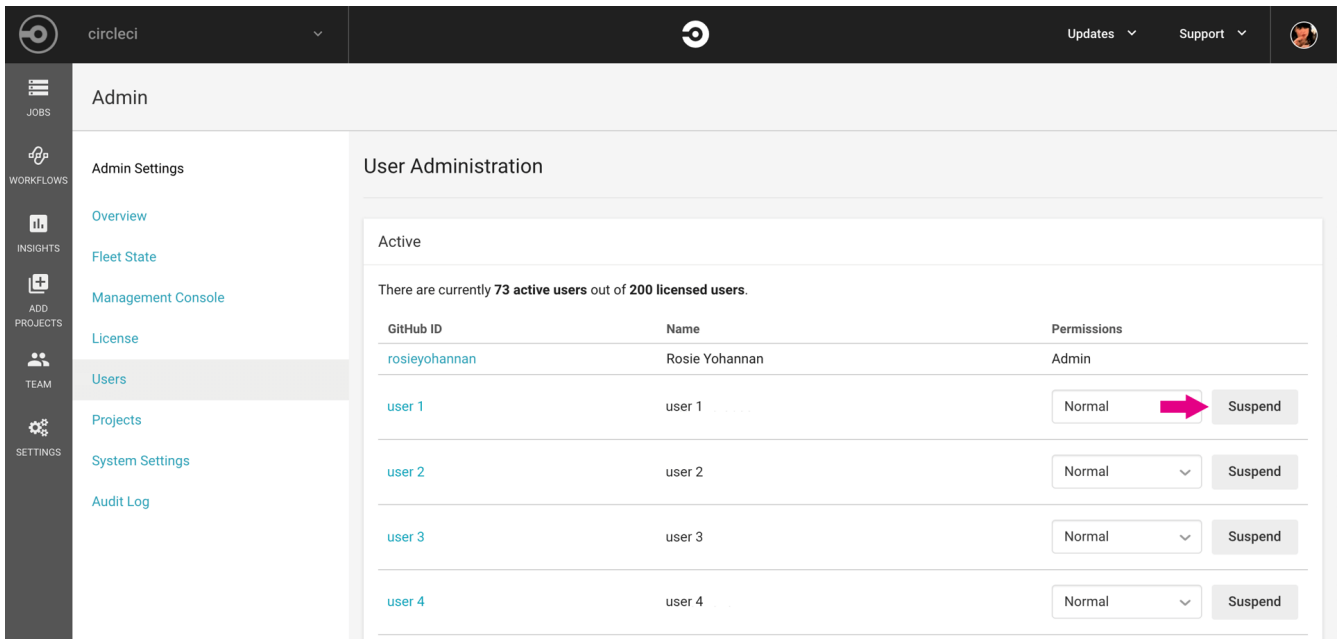 circleci
Updates
Support
JOBS
WORKFLOWS
INSIGHTS
ADD
PROJECTS
TEAM
SETTINGS
Admin
Admin Settings
Overview
Fleet State
Management Console
License
Users
Projects
System Settings
Audit Log
User Administration
Active
There are currently 73 active users out of 200 licensed users.
GitHub ID Name Permissions
rosieyohannan Rosie Yohannan Admin
user 1 user 1 Normal Suspend
user 2 user 2 Normal Suspend
user 3 user 3 Normal Suspend
user 4 user 4 Normal Suspend